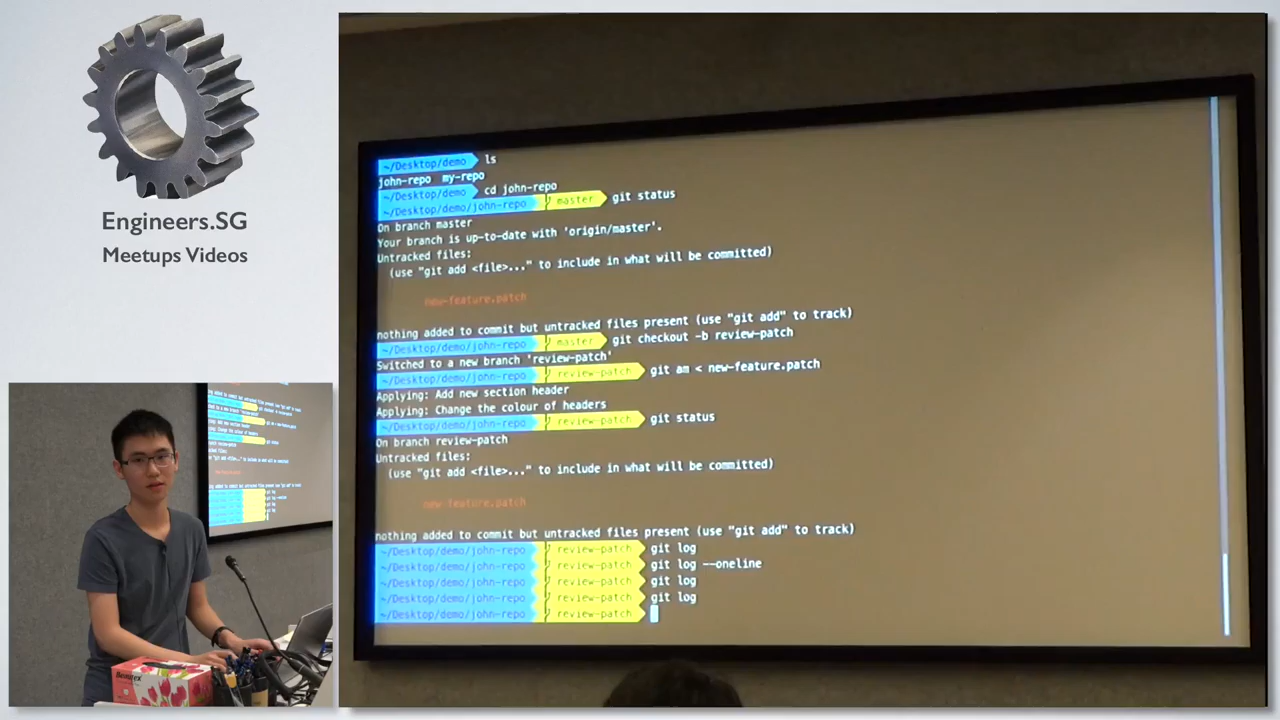 Engineers.SG
Meetups Videos
~/Desktop/demo ls
john-repo my-repo
~/Desktop/demo cd john-repo
~/Desktop/demo/john-repo master git status
On branch master
Your branch is up-to-date with 'origin/master'.
Untracked files:
(use "git add <file>..." to include in what will be committed)
new-feature.patch
nothing added to commit but untracked files present (use "git add" to track)
~/Desktop/demo/john-repo master git checkout -b review-patch
Switched to a new branch 'review-patch'
~/Desktop/demo/john-repo review-patch git am < new-feature.patch
Applying: Add new section header
Applying: Change the colour of headers
~/Desktop/demo/john-repo review-patch git status
On branch review-patch
Untracked files:
(use "git add <file>..." to include in what will be committed)
new-feature.patch
nothing added to commit but untracked files present (use "git add" to track)
~/Desktop/demo/john-repo review-patch git log
~/Desktop/demo/john-repo review-patch git log --oneline
~/Desktop/demo/john-repo review-patch git log
~/Desktop/demo/john-repo review-patch git log
~/Desktop/demo/john-repo review-patch